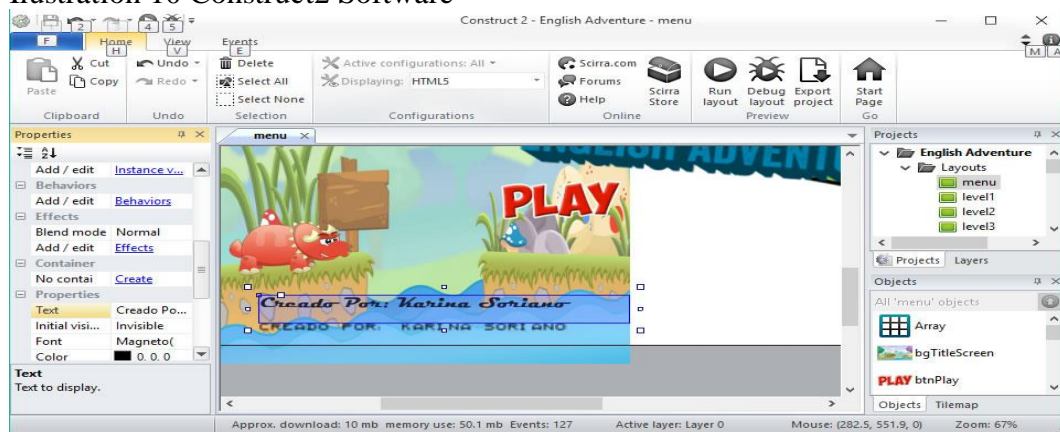 Illustration 10 Construct2 Software
Construct 2 - English Adventure - menu
2 4 5
F Home View Events
H V E M A
Paste Cut Copy
Undo Redo
Delete
Select All
Select None
Active configurations: All
Displaying: HTML5
Scirra.com
Forums
Help
Scirra Store
Run layout
Debug layout
Export project
Start Page
Clipboard Undo Selection Configurations Online Preview Go
Properties
Add / edit Instance v...
Behaviors
Add / edit Behaviors
Effects
Blend mode Normal
Add / edit Effects
Container
No contai Create
Properties
Text Creado Po...
Initial visi... Invisible
Font Magneto(
Color 0, 0, 0
Text
Text to display.
menu
ENGLISH ADVENT
PLAY
Creado Por: Karina Soriano
CREADO POR: KARINA SORIANO
Projects
English Adventure
Layouts
menu
level1
level2
level3
Projects Layers
Objects
All 'menu' objects
Array
bgTitleScreen
PLAY btnPlay
Objects Tilemap
Approx. download: 10 mb memory use: 50.1 mb Events: 127 Active layer: Layer 0 Mouse: (282.5, 551.9, 0) Zoom: 67%